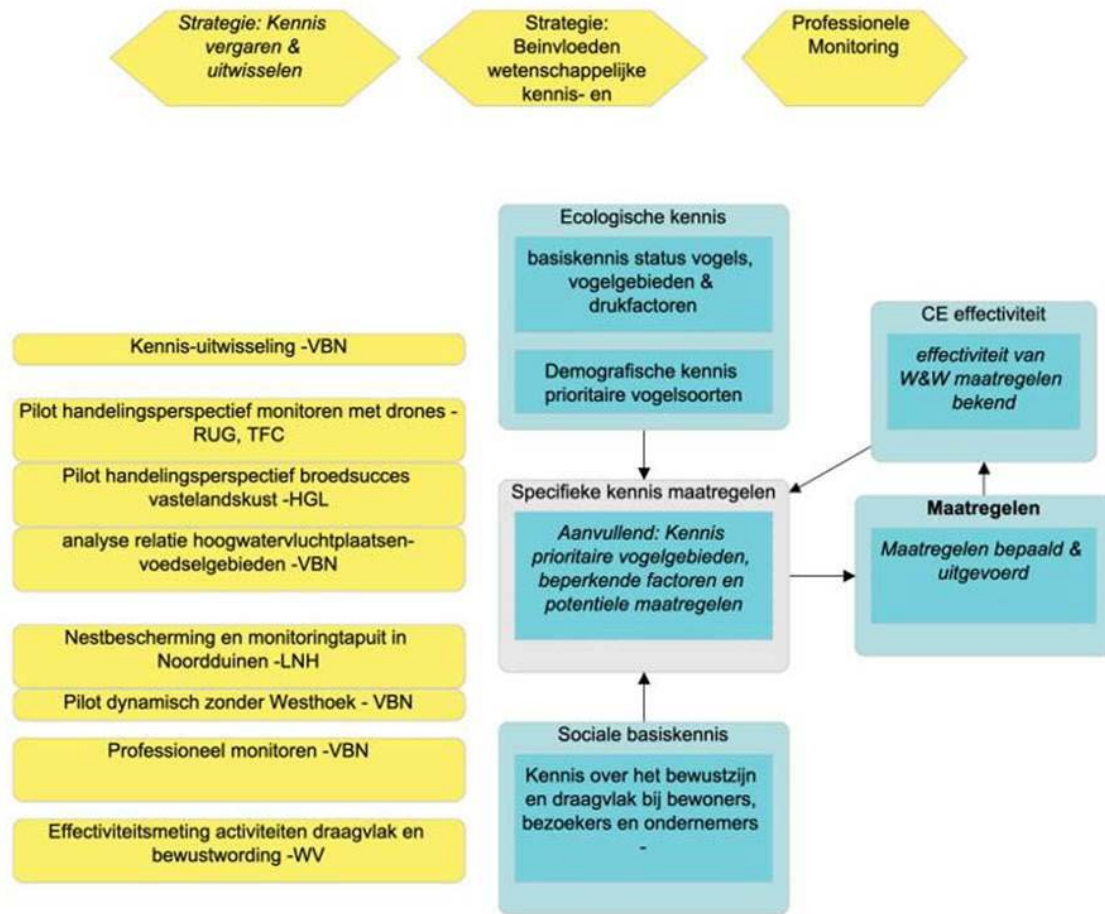 Strategie: Kennis
vergaren &
uitwisselen
Strategie:
Beinvloeden
wetenschappelijke
kennis- en
Professionele
Monitoring
Kennis-uitwisseling -VBN
Pilot handelingsperspectief monitoren met drones -
RUG, TFC
Pilot handelingsperspectief broedsucces
vastelandskust -HGL
analyse relatie hoogwatervluchtplaatsen-
voedselgebieden -VBN
Nestbescherming en monitoringtapuit in
Noordduinen -LNH
Pilot dynamisch zonder Westhoek - VBN
Professioneel monitoren -VBN
Effectiviteitsmeting activiteiten draagvlak en
bewustwording -WV
Ecologische kennis
basiskennis status vogels,
vogelgebieden &
drukfactoren
Demografische kennis
prioritaire vogelsoorten
Specifieke kennis maatregelen
Aanvullend: Kennis
prioritaire vogelgebieden,
beperkende factoren en
potentiele maatregelen
Sociale basiskennis
Kennis over het bewustzijn
en draagvlak bij bewoners,
bezoekers en ondernemers
-
CE effectiviteit
effectiviteit van
W&W maatregelen
bekend
Maatregelen
Maatregelen bepaald &
uitgevoerd